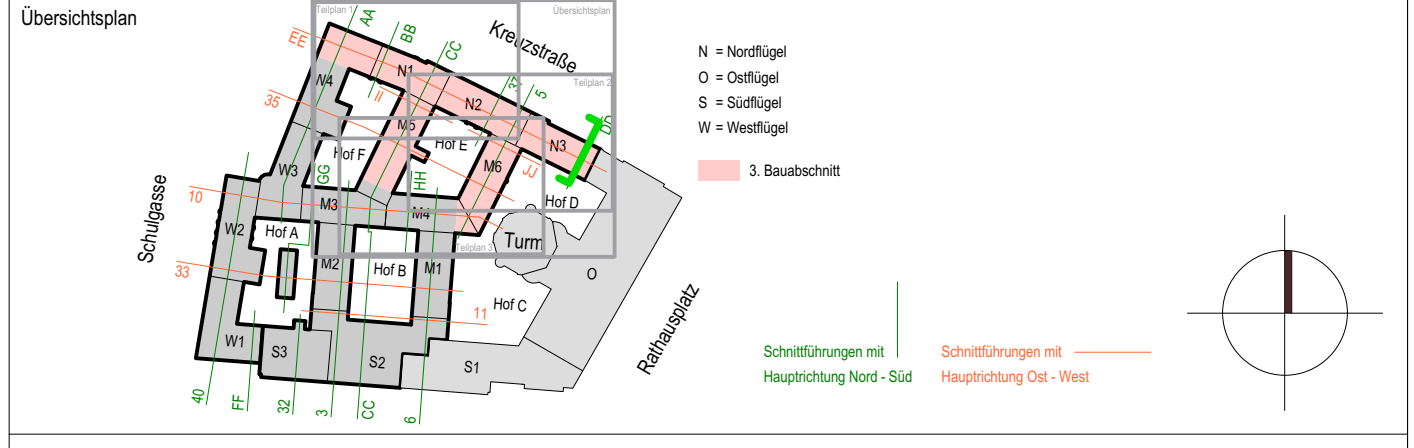 Übersichtsplan
Teilplan 1
Übersichtsplan
AA
BB
CC
EE
Kreuzstraße
N1
W4
II
37
5
Teilplan 2
35
N2
M5
DD
N3
Hof F
Hof E
M6
W3
GG
HH
JJ
10
M3
M4
Hof D
Schulgasse
W2
Hof A
Teilplan 3
Turm
33
M2
Hof B
M1
O
11
Hof C
Rathausplatz
W1
S3
S2
S1
40
FF
32
3
CC
6
N = Nordflügel
O = Ostflügel
S = Südflügel
W = Westflügel
3. Bauabschnitt
Schnittführungen mit
Hauptrichtung Nord - Süd
Schnittführungen mit
Hauptrichtung Ost - West